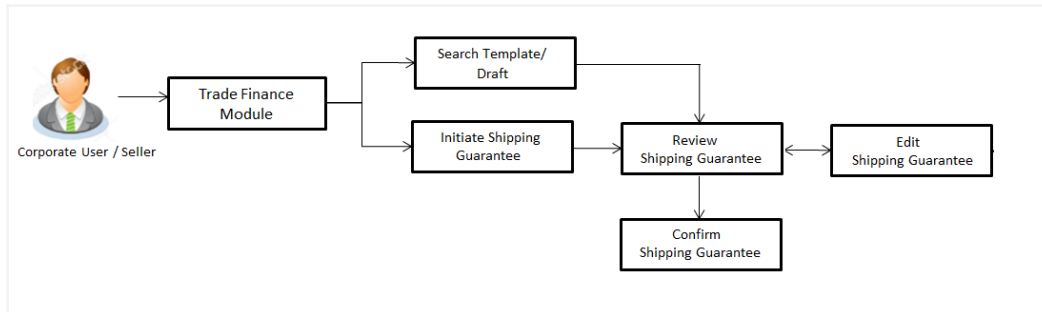 Corporate User / Seller
Trade Finance
Module
Search Template/
Draft
Initiate Shipping
Guarantee
Review
Shipping Guarantee
Edit
Shipping Guarantee
Confirm
Shipping Guarantee